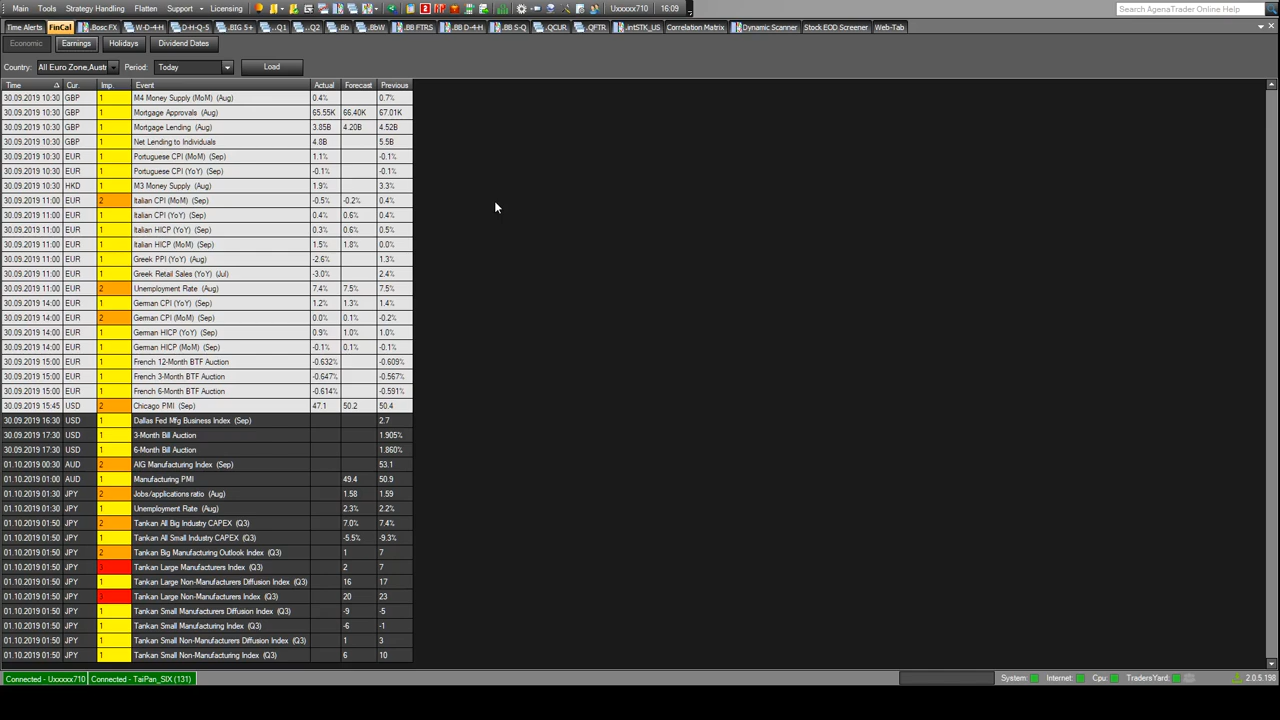 Main Tools Strategy Handling Flatten Support Licensing Uxxxxx710 16:09 Search AgenaTrader Online Help
Time Alerts FinCal .Bosc FX W-D-4-H D-H-Q-S .BIG 5+ ..Q1 ..Q2 .Bb .BbW .BB FTRS .BB D-4-H .BB S-Q .QCUR .QFTR .intSTK_US Correlation Matrix Dynamic Scanner Stock EOD Screener Web-Tab
Economic Earnings Holidays Dividend Dates
Country: All Euro Zone,Austr Period: Today Load
Time Cur. Imp. Event Actual Forecast Previous
30.09.2019 10:30 GBP 1 M4 Money Supply (MoM) (Aug) 0.4% 0.7%
30.09.2019 10:30 GBP 1 Mortgage Approvals (Aug) 65.55K 66.40K 67.01K
30.09.2019 10:30 GBP 1 Mortgage Lending (Aug) 3.85B 4.20B 4.52B
30.09.2019 10:30 GBP 1 Net Lending to Individuals 4.8B 5.5B
30.09.2019 10:30 EUR 1 Portuguese CPI (MoM) (Sep) 1.1% -0.1%
30.09.2019 10:30 EUR 1 Portuguese CPI (YoY) (Sep) -0.1% -0.1%
30.09.2019 10:30 HKD 1 M3 Money Supply (Aug) 1.9% 3.3%
30.09.2019 11:00 EUR 2 Italian CPI (MoM) (Sep) -0.5% -0.2% 0.4%
30.09.2019 11:00 EUR 1 Italian CPI (YoY) (Sep) 0.4% 0.6% 0.4%
30.09.2019 11:00 EUR 1 Italian HICP (YoY) (Sep) 0.3% 0.6% 0.5%
30.09.2019 11:00 EUR 1 Italian HICP (MoM) (Sep) 1.5% 1.8% 0.0%
30.09.2019 11:00 EUR 1 Greek PPI (YoY) (Aug) -2.6% 1.3%
30.09.2019 11:00 EUR 1 Greek Retail Sales (YoY) (Jul) -3.0% 2.4%
30.09.2019 11:00 EUR 2 Unemployment Rate (Aug) 7.4% 7.5% 7.5%
30.09.2019 14:00 EUR 1 German CPI (YoY) (Sep) 1.2% 1.3% 1.4%
30.09.2019 14:00 EUR 2 German CPI (MoM) (Sep) 0.0% 0.1% -0.2%
30.09.2019 14:00 EUR 1 German HICP (YoY) (Sep) 0.9% 1.0% 1.0%
30.09.2019 14:00 EUR 1 German HICP (MoM) (Sep) -0.1% 0.1% -0.1%
30.09.2019 15:00 EUR 1 French 12-Month BTF Auction -0.632% -0.609%
30.09.2019 15:00 EUR 1 French 3-Month BTF Auction -0.647% -0.567%
30.09.2019 15:00 EUR 1 French 6-Month BTF Auction -0.614% -0.591%
30.09.2019 15:45 USD 2 Chicago PMI (Sep) 47.1 50.2 50.4
30.09.2019 16:30 USD 1 Dallas Fed Mfg Business Index (Sep) 2.7
30.09.2019 17:30 USD 1 3-Month Bill Auction 1.905%
30.09.2019 17:30 USD 1 6-Month Bill Auction 1.860%
01.10.2019 00:30 AUD 2 AIG Manufacturing Index (Sep) 53.1
01.10.2019 01:00 AUD 1 Manufacturing PMI 49.4 50.9
01.10.2019 01:30 JPY 2 Jobs/applications ratio (Aug) 1.58 1.59
01.10.2019 01:30 JPY 1 Unemployment Rate (Aug) 2.3% 2.2%
01.10.2019 01:50 JPY 2 Tankan All Big Industry CAPEX (Q3) 7.0% 7.4%
01.10.2019 01:50 JPY 1 Tankan All Small Industry CAPEX (Q3) -5.5% -9.3%
01.10.2019 01:50 JPY 2 Tankan Big Manufacturing Outlook Index (Q3) 1 7
01.10.2019 01:50 JPY 3 Tankan Large Manufacturers Index (Q3) 2 7
01.10.2019 01:50 JPY 1 Tankan Large Non-Manufacturers Diffusion Index (Q3) 16 17
01.10.2019 01:50 JPY 3 Tankan Large Non-Manufacturers Index (Q3) 20 23
01.10.2019 01:50 JPY 1 Tankan Small Manufacturers Diffusion Index (Q3) -9 -5
01.10.2019 01:50 JPY 1 Tankan Small Manufacturing Index (Q3) -6 -1
01.10.2019 01:50 JPY 1 Tankan Small Non-Manufacturers Diffusion Index (Q3) 1 3
01.10.2019 01:50 JPY 1 Tankan Small Non-Manufacturing Index (Q3) 6 10
Connected - Uxxxxx710 Connected - TaiPan_SIX (131) System: Internet: Cpu: TradersYard: 2.0.5.198